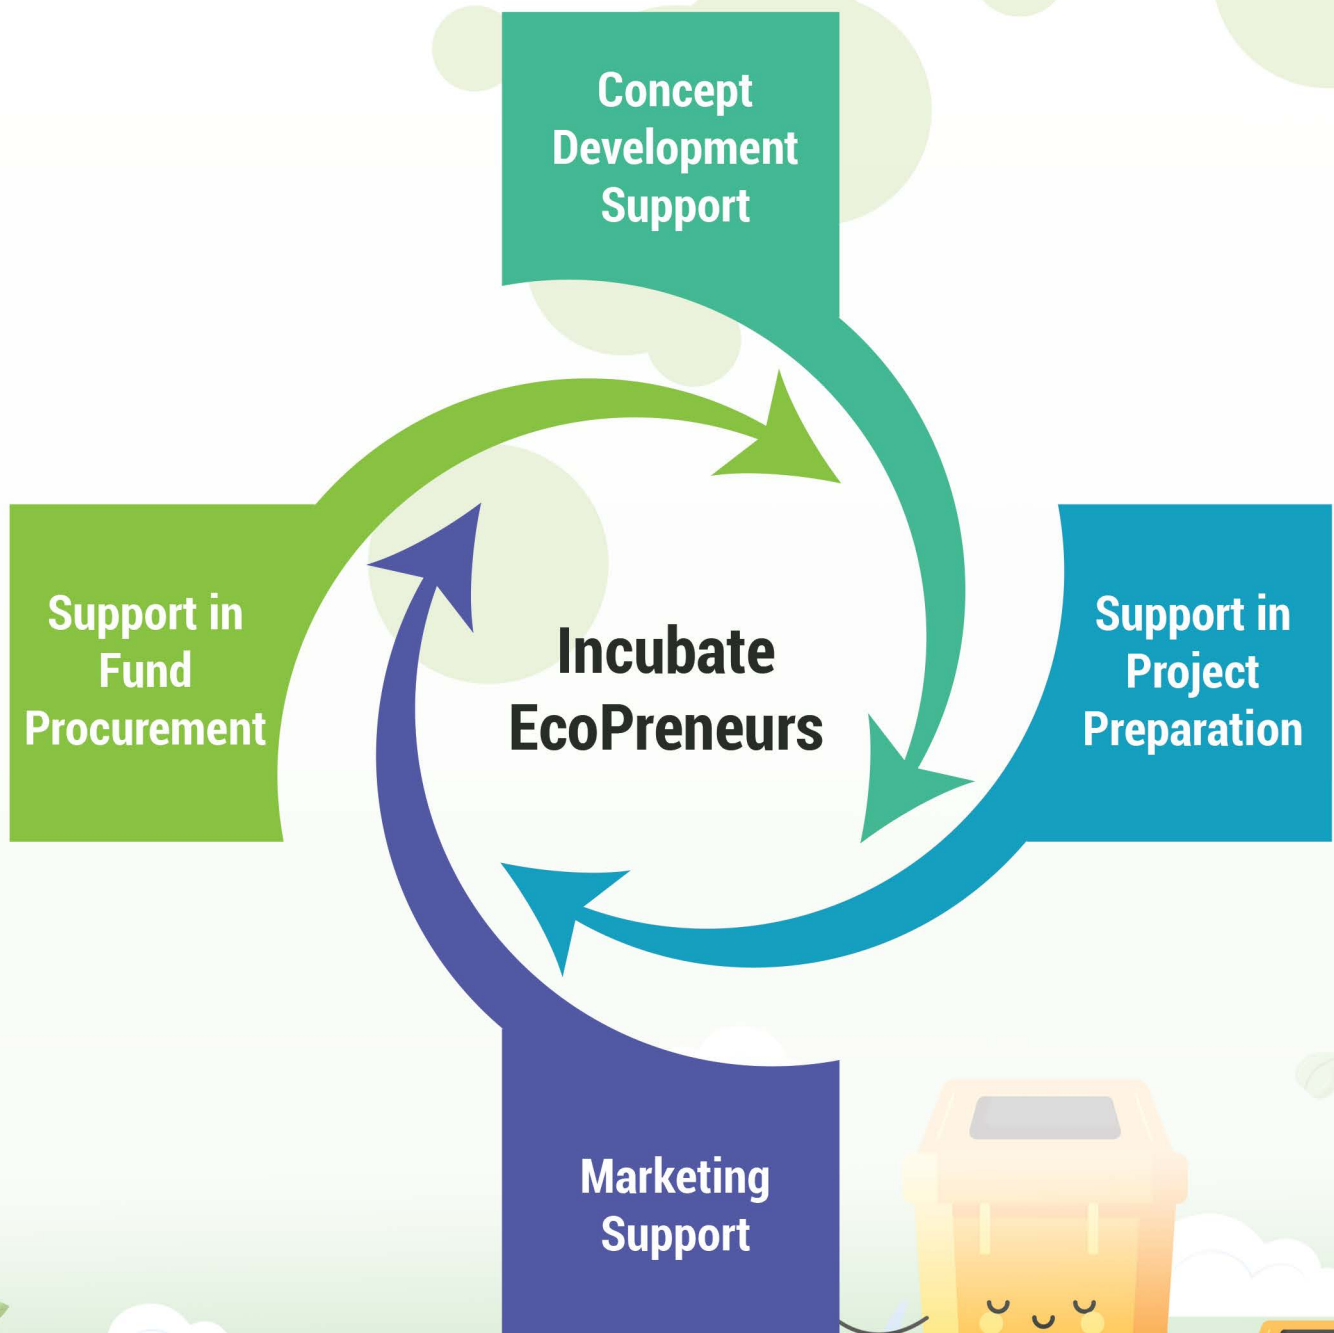 Concept
Development
Support
Support in
Fund
Procurement
Incubate
EcoPreneurs
Support in
Project
Preparation
Marketing
Support